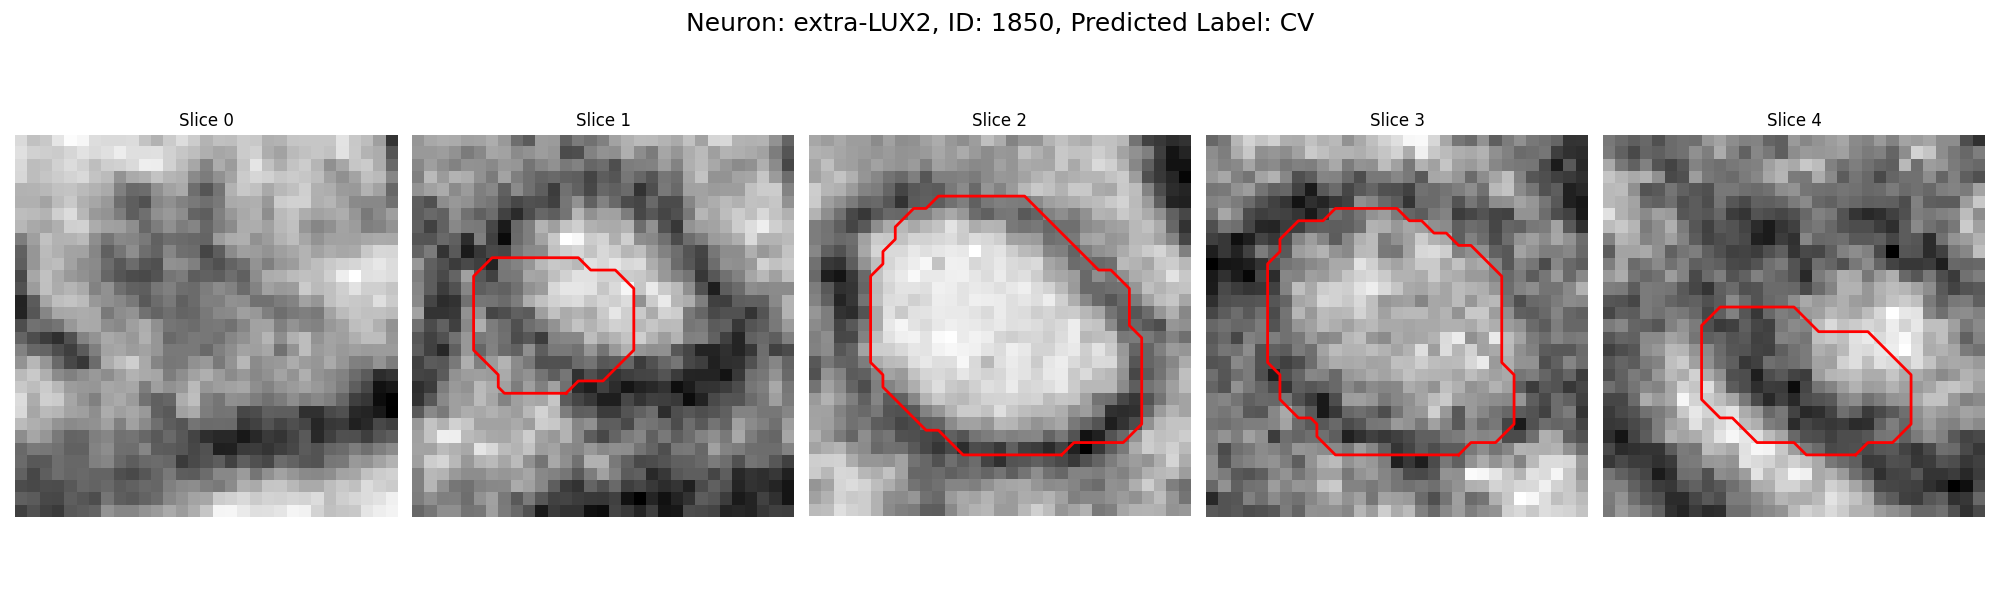 Neuron: extra-LUX2, ID: 1850, Predicted Label: CV
Slice 0
Slice 1
Slice 2
Slice 3
Slice 4